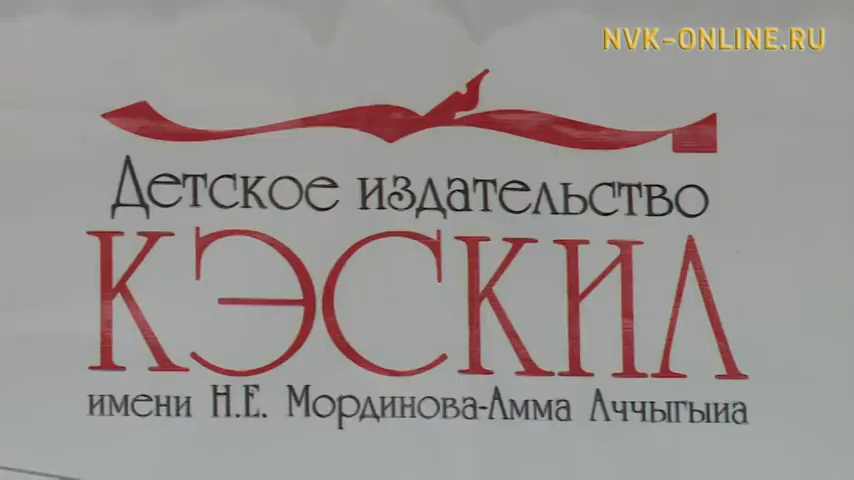 NVK-ONLINE.RU
Детское издательство
КЭСКИЛ
имени Н.Е. Мординова-Амма Аччыгыйа